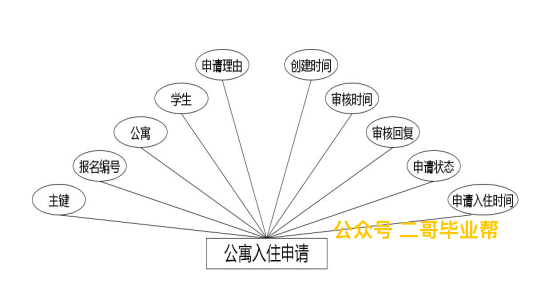 申请理由
创建时间
学生
审核时间
公寓
审核回复
报名编号
申请状态
主键
申请入住时间
公众号 二哥毕业帮
公寓入住申请